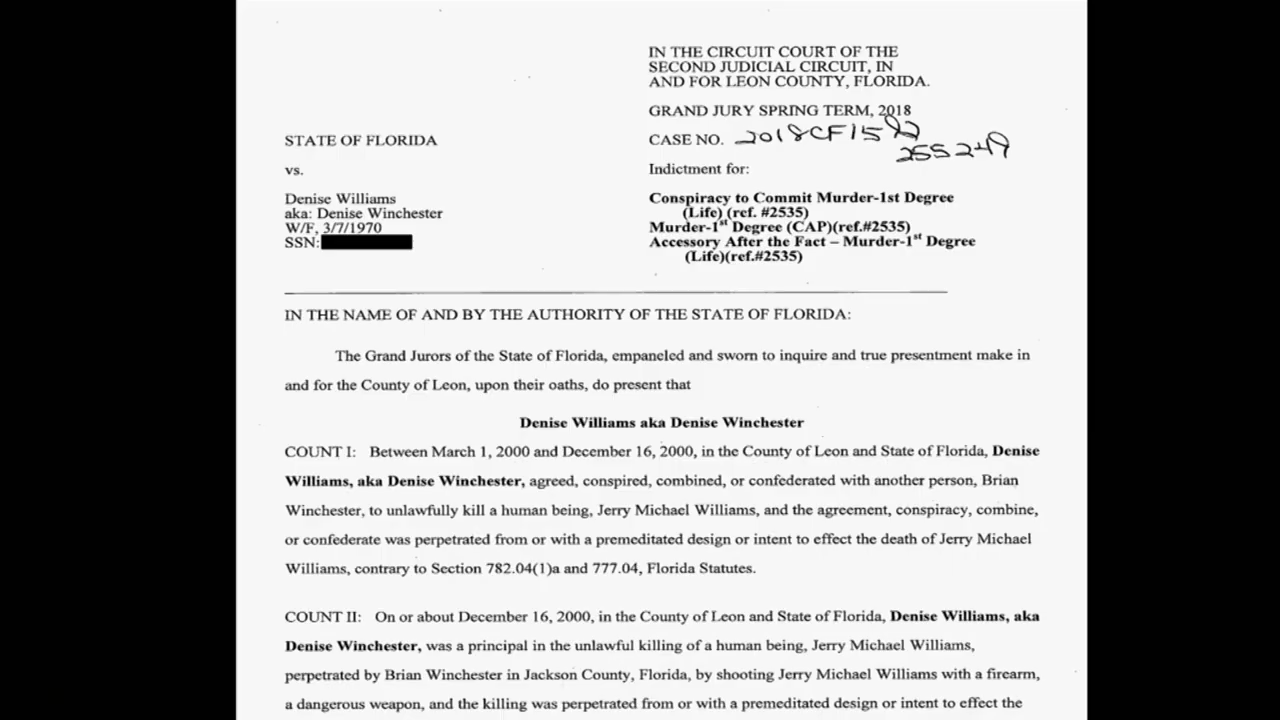 IN THE CIRCUIT COURT OF THE
SECOND JUDICIAL CIRCUIT, IN
AND FOR LEON COUNTY, FLORIDA.
GRAND JURY SPRING TERM, 2018
STATE OF FLORIDA
CASE NO. 2018CF1592
255249
vs.
Indictment for:
Denise Williams
aka: Denise Winchester
W/F, 3/7/1970
SSN:
Conspiracy to Commit Murder-1st Degree
(Life) (ref. #2535)
Murder-1st Degree (CAP)(ref.#2535)
Accessory After the Fact – Murder-1st Degree
(Life)(ref.#2535)
IN THE NAME OF AND BY THE AUTHORITY OF THE STATE OF FLORIDA:
The Grand Jurors of the State of Florida, empaneled and sworn to inquire and true presentment make in
and for the County of Leon, upon their oaths, do present that
Denise Williams aka Denise Winchester
COUNT I: Between March 1, 2000 and December 16, 2000, in the County of Leon and State of Florida, Denise
Williams, aka Denise Winchester, agreed, conspired, combined, or confederated with another person, Brian
Winchester, to unlawfully kill a human being, Jerry Michael Williams, and the agreement, conspiracy, combine,
or confederate was perpetrated from or with a premeditated design or intent to effect the death of Jerry Michael
Williams, contrary to Section 782.04(1)a and 777.04, Florida Statutes.
COUNT II: On or about December 16, 2000, in the County of Leon and State of Florida, Denise Williams, aka
Denise Winchester, was a principal in the unlawful killing of a human being, Jerry Michael Williams,
perpetrated by Brian Winchester in Jackson County, Florida, by shooting Jerry Michael Williams with a firearm,
a dangerous weapon, and the killing was perpetrated from or with a premeditated design or intent to effect the